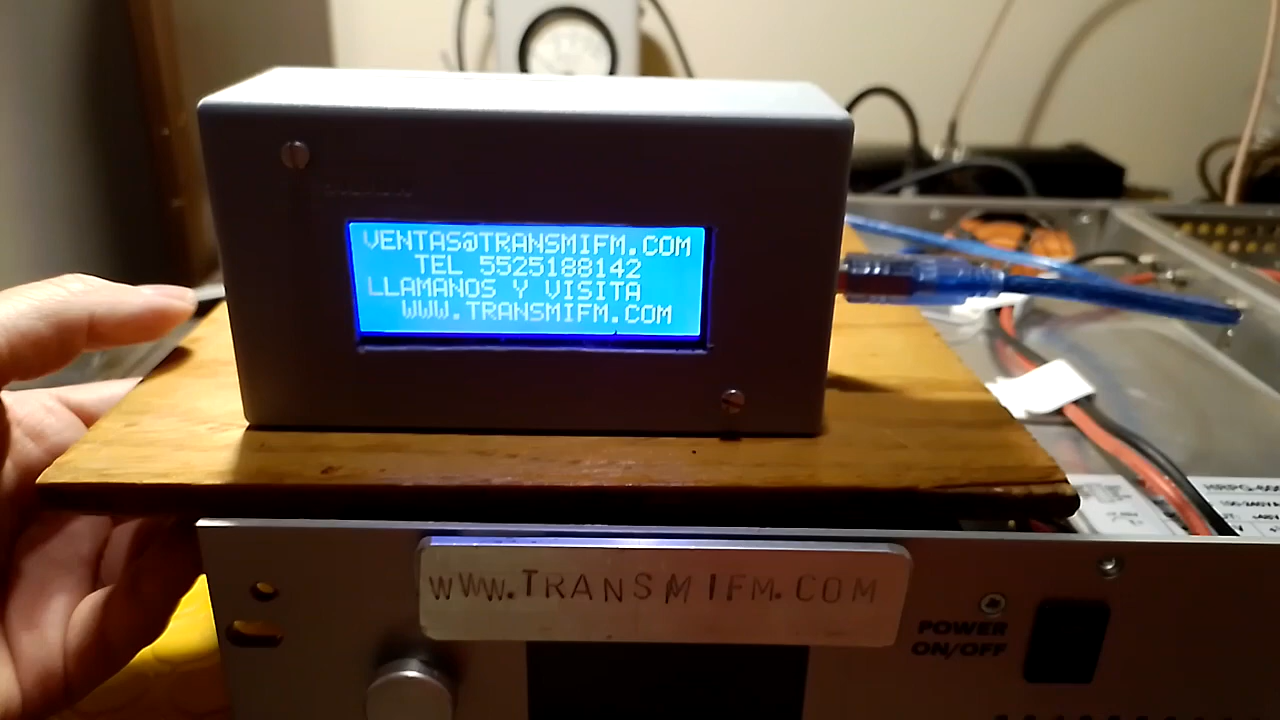 VENTAS@TRANSMIFM.COM
TEL 5525188142
LLAMANOS Y VISITA
WWW.TRANSMIFM.COM
WWW.TRANSMIFM.COM
POWER
ON/OFF